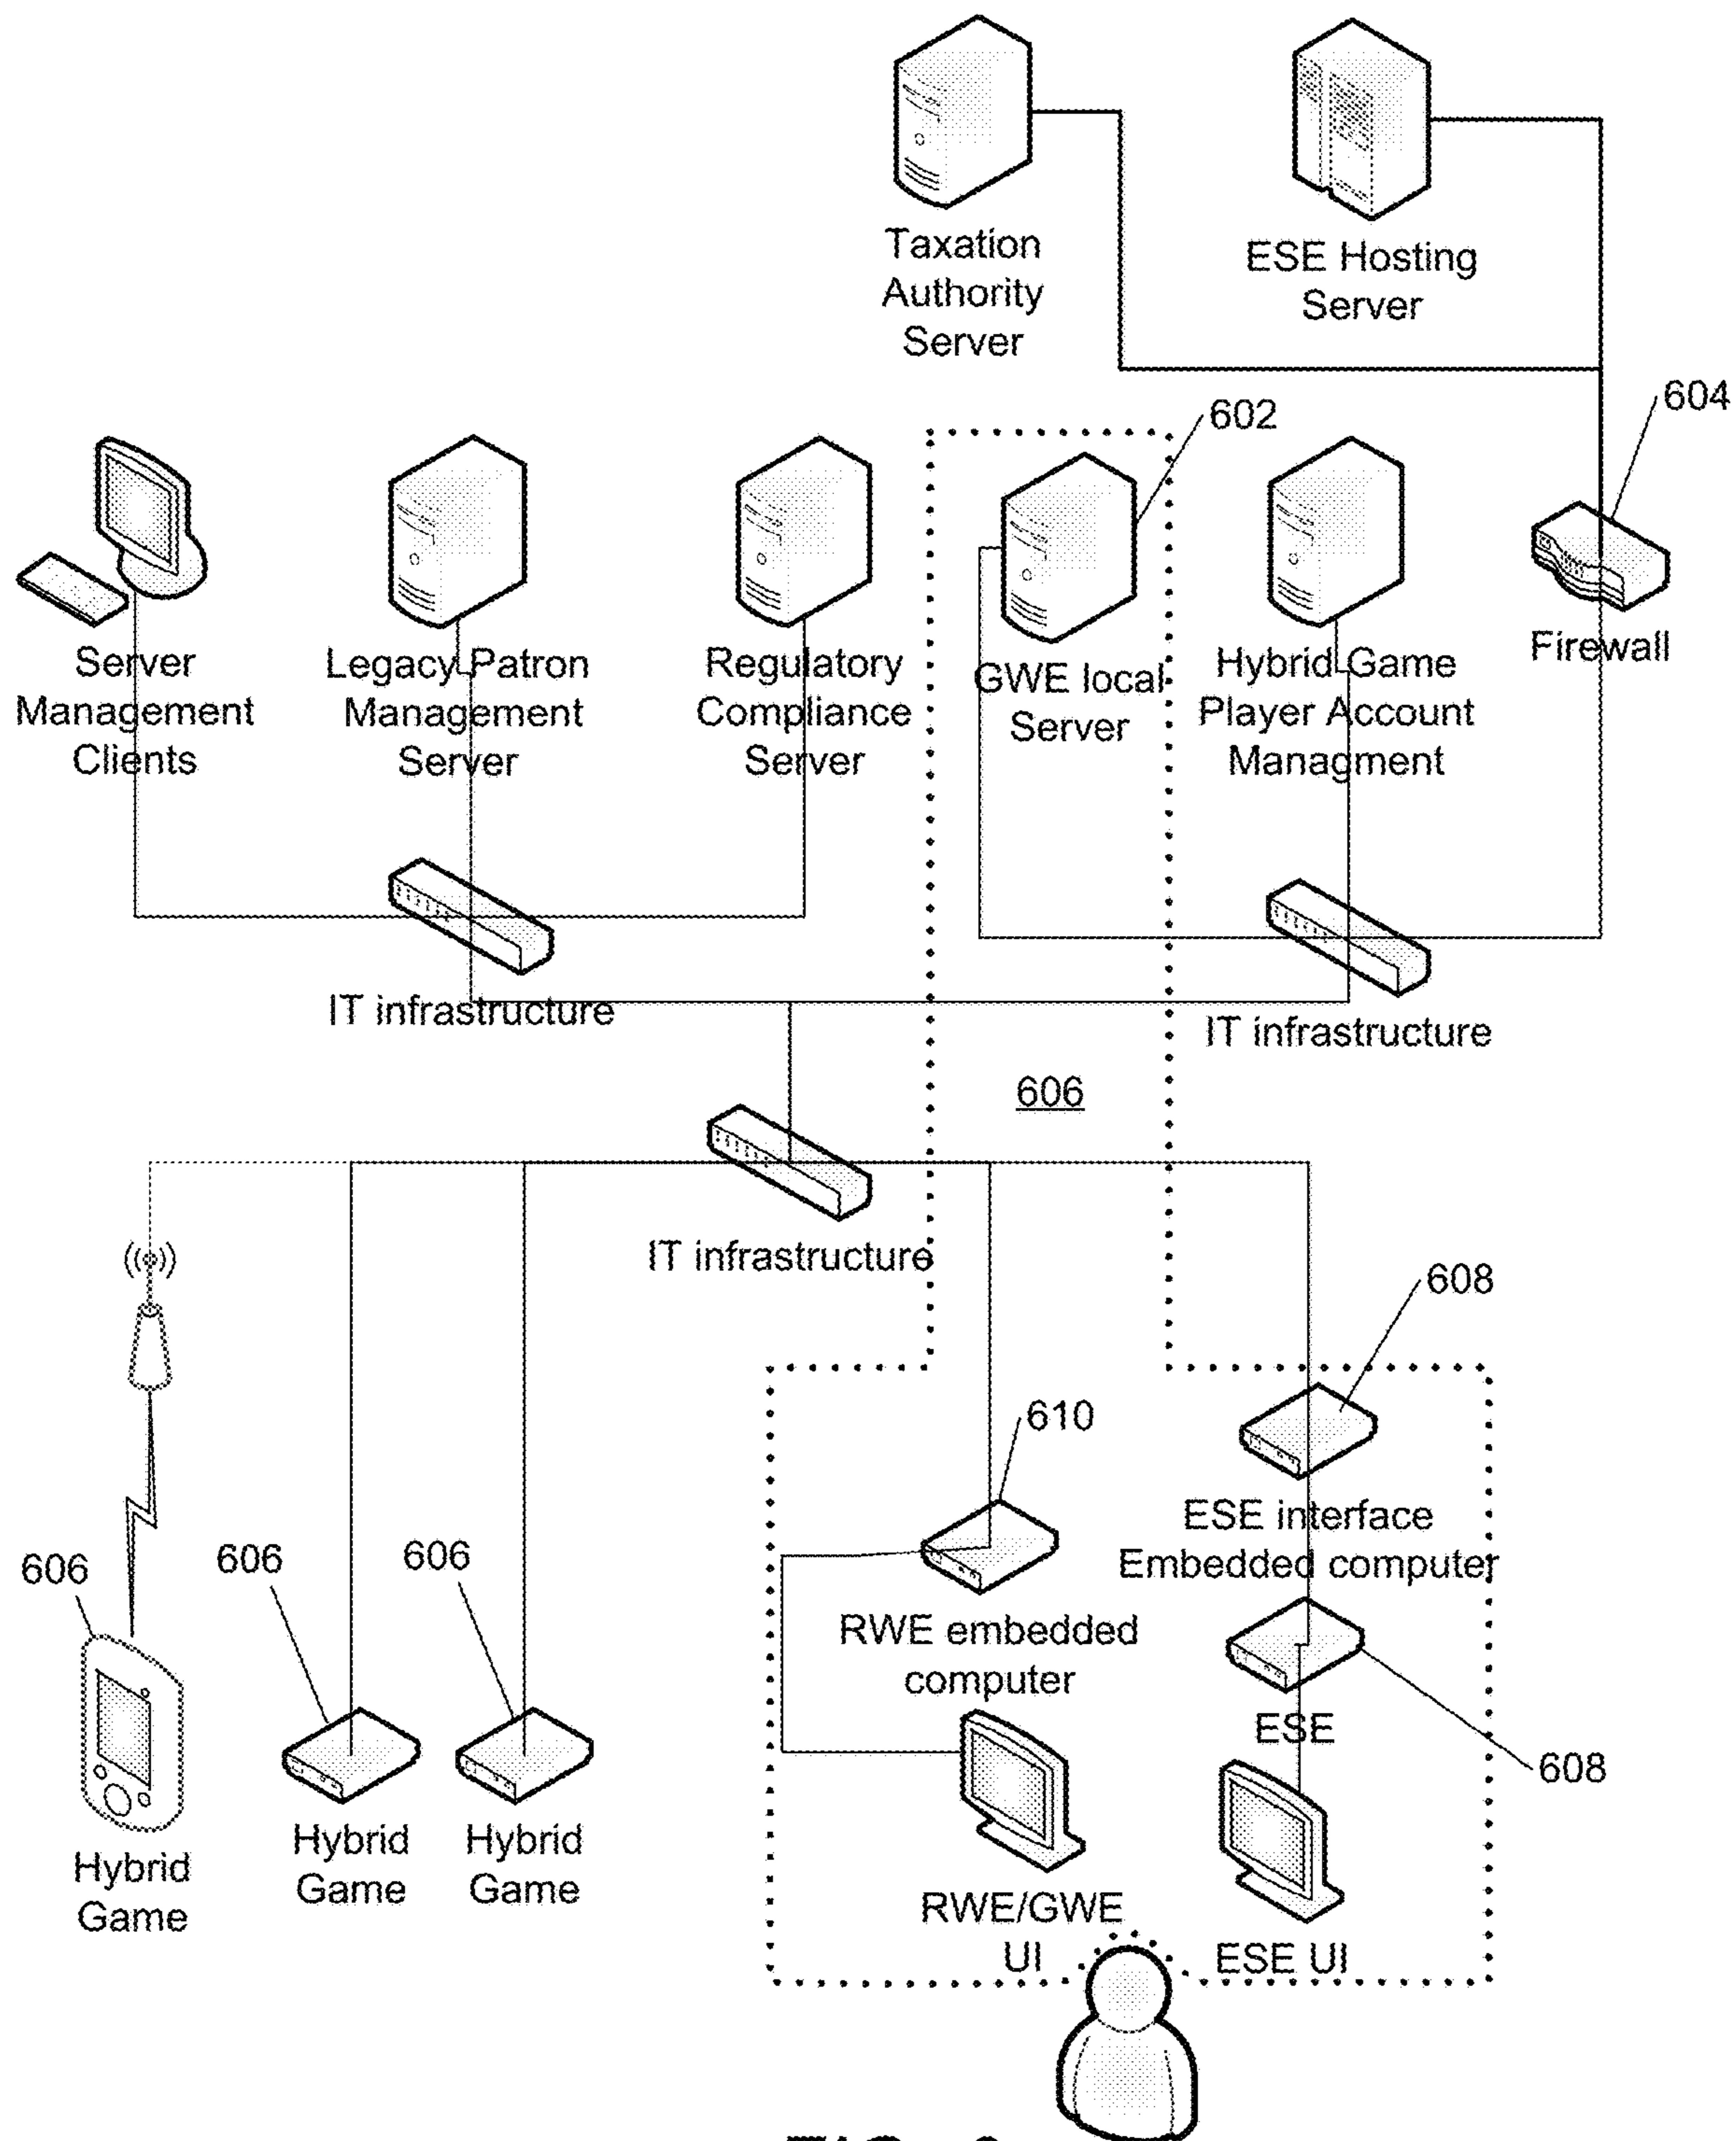 Taxation
Authority
Server
ESE Hosting
Server
602
604
Server
Management
Clients
Legacy Patron
Management
Server
Regulatory
Compliance
Server
GWE local
Server
Hybrid Game
Player Account
Managment
Firewall
IT infrastructure
IT infrastructure
606
IT infrastructure
608
610
ESE interface
Embedded computer
606
606
606
RWE embedded
computer
ESE
608
Hybrid
Game
Hybrid
Game
Hybrid
Game
RWE/GWE
UI
ESE UI